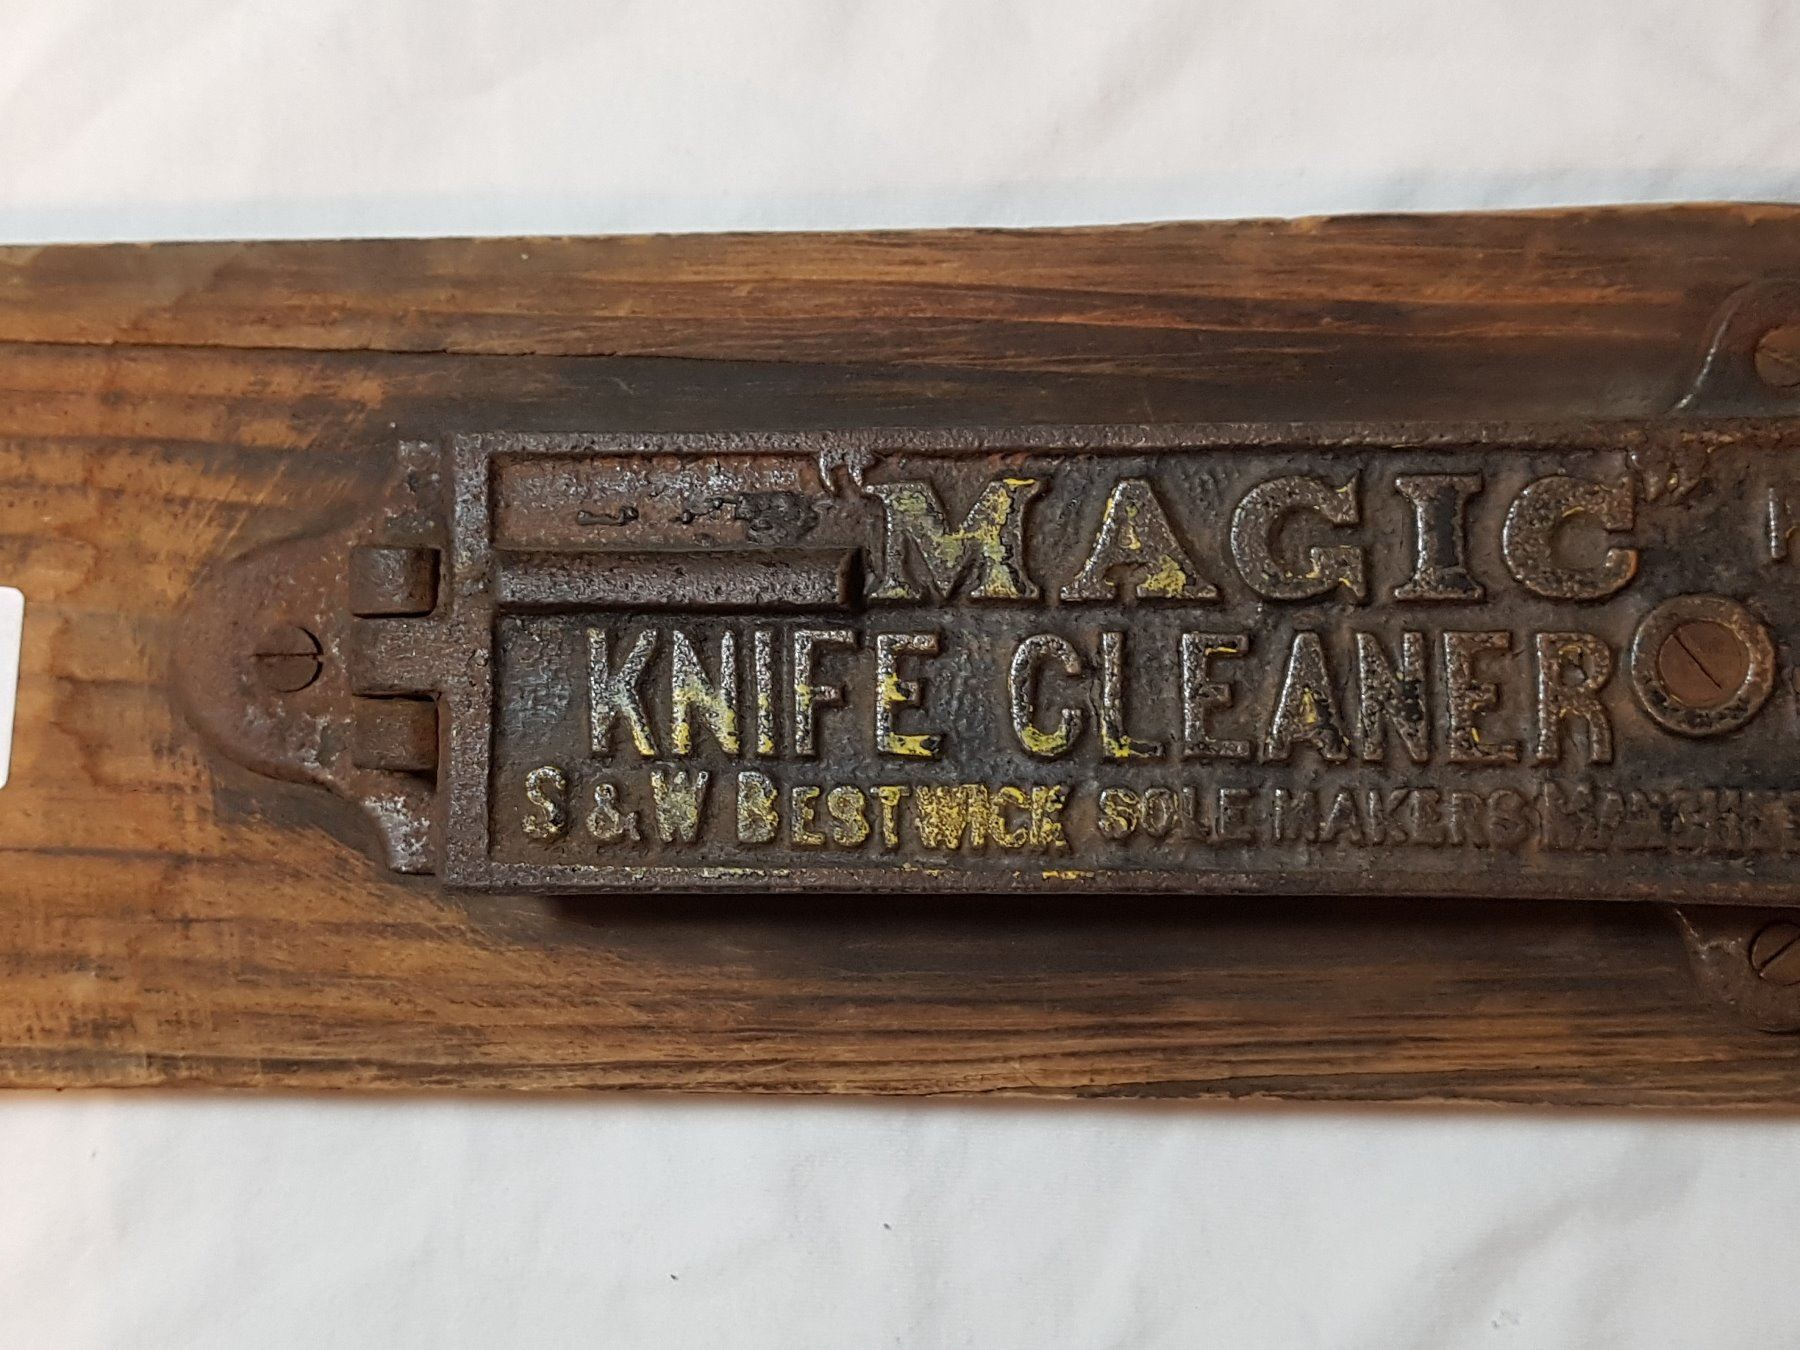 "MAGIC"
KNIFE CLEANER
S & W BESTWICK SOLE MAKERS